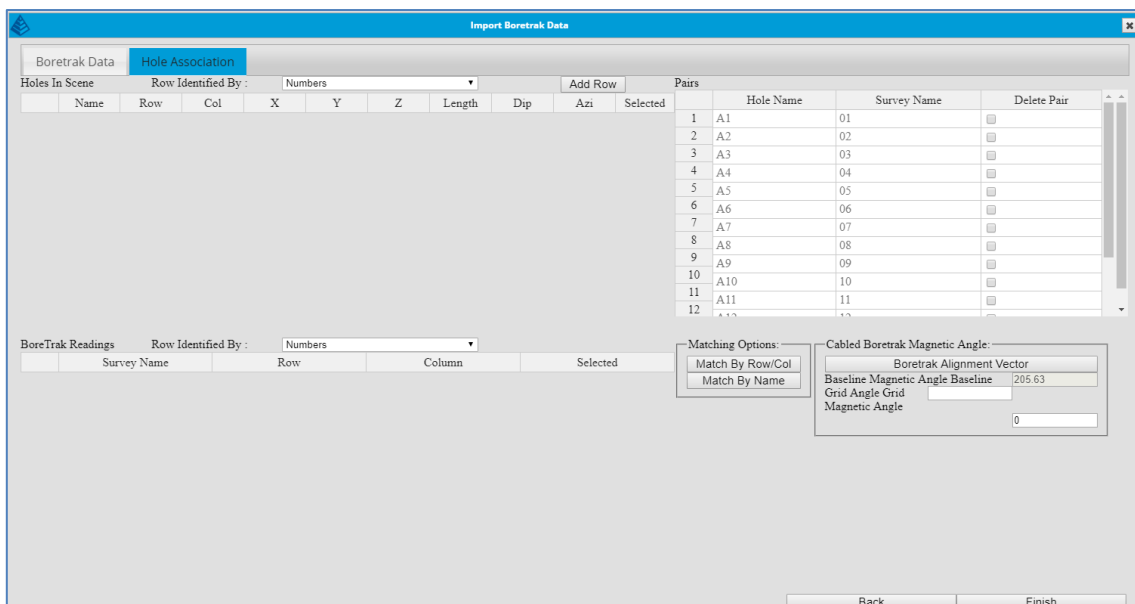 Import Boretrak Data
Boretrak Data Hole Association
Holes In Scene Row Identified By : Numbers Add Row
Name Row Col X Y Z Length Dip Azi Selected
Pairs
Hole Name Survey Name Delete Pair
1 A1 01
2 A2 02
3 A3 03
4 A4 04
5 A5 05
6 A6 06
7 A7 07
8 A8 08
9 A9 09
10 A10 10
11 A11 11
12 A12 12
BoreTrak Readings Row Identified By : Numbers
Survey Name Row Column Selected
Matching Options:
Match By Row/Col
Match By Name
Cabled Boretrak Magnetic Angle:
Boretrak Alignment Vector
Baseline Magnetic Angle Baseline 205.63
Grid Angle Grid
Magnetic Angle
0
Back Finish